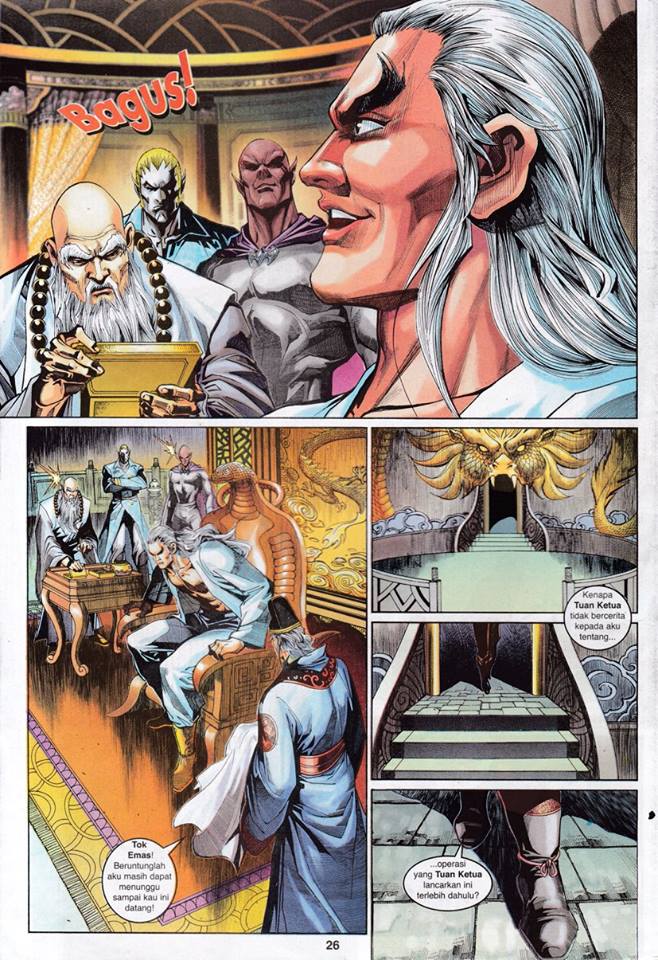 Bagus!
Kenapa
Tuan Ketua
tidak bercerita
kepada aku
tentang...
Tok
Emas!
Beruntunglah
aku masih dapat
menunggu
sampai kau ini
datang!
...operasi
yang Tuan Ketua
lancarkan ini
terlebih dahulu?
26